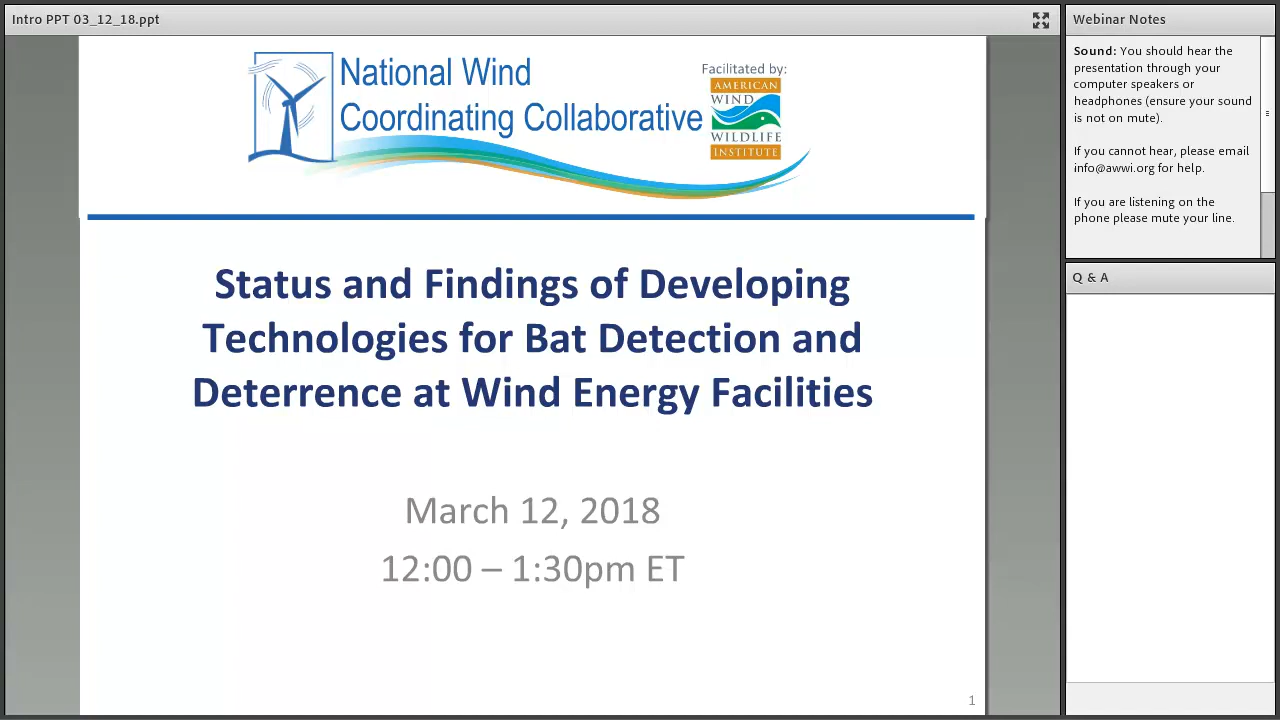 Intro PPT 03_12_18.ppt
National Wind
Coordinating Collaborative
Facilitated by:
AMERICAN
WIND
WILDLIFE
INSTITUTE
Status and Findings of Developing
Technologies for Bat Detection and
Deterrence at Wind Energy Facilities
March 12, 2018
12:00 – 1:30pm ET
1
Webinar Notes
Sound: You should hear the
presentation through your
computer speakers or
headphones (ensure your sound
is not on mute).
If you cannot hear, please email
info@awwi.org for help.
If you are listening on the
phone please mute your line.
Q & A